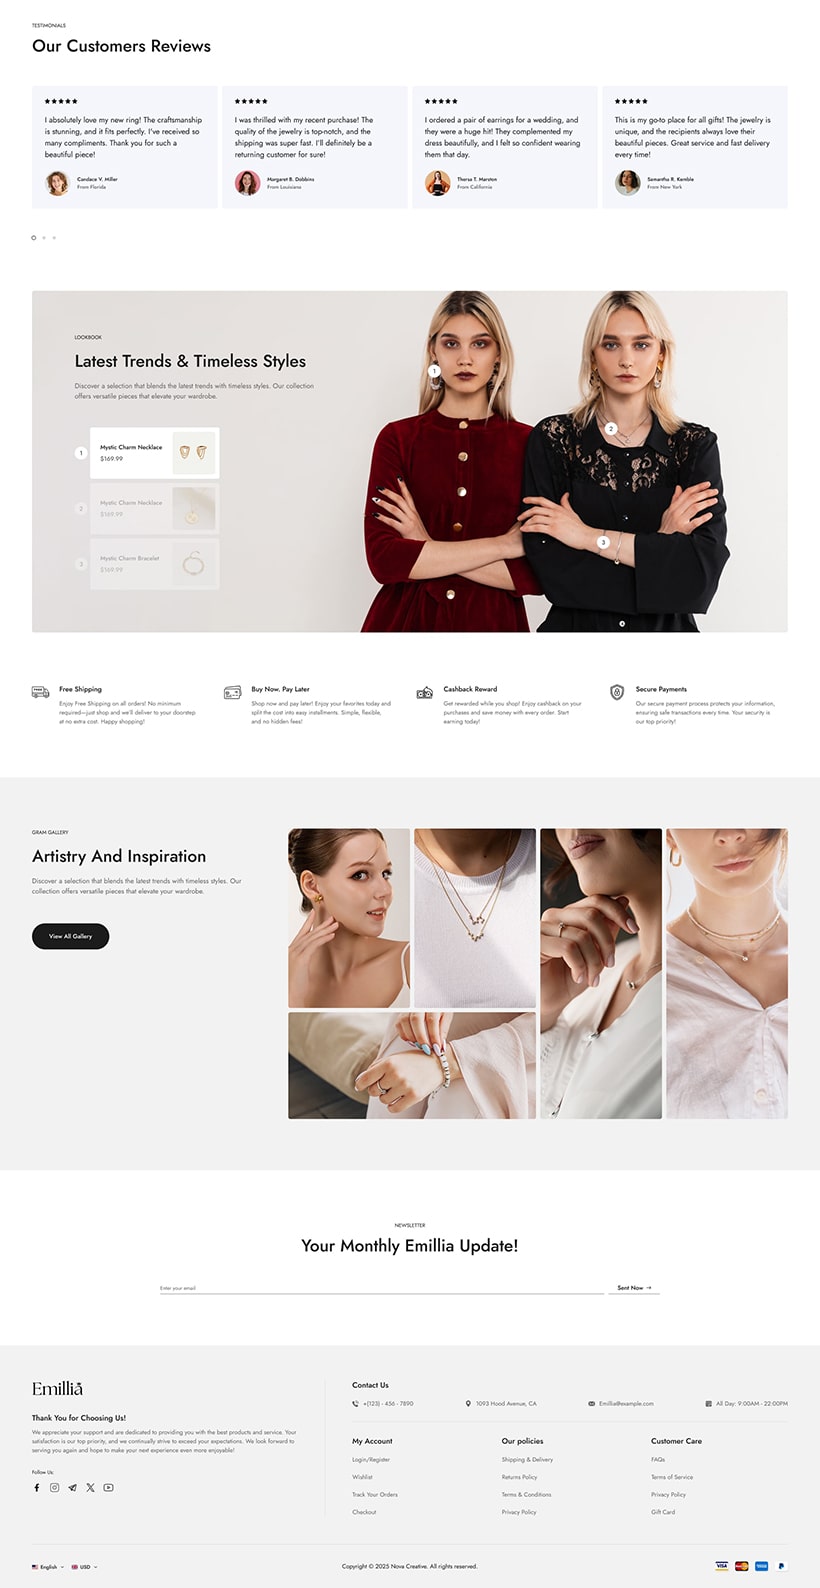 TESTIMONIALS
Our Customers Reviews
I absolutely love my new ring! The craftsmanship
is stunning, and it fits perfectly. I've received so
many compliments. Thank you for such a
beautiful piece!
Candace V. Miller
From Florida
I was thrilled with my recent purchase! The
quality of the jewelry is top-notch, and the
shipping was super fast. I'll definitely be a
returning customer for sure!
Margaret B. Dobbins
From Louisiana
I ordered a pair of earrings for a wedding, and
they were a huge hit! They complemented my
dress beautifully, and I felt so confident wearing
them that day.
Theresa T. Marston
From California
This is my go-to place for all gifts! The jewelry is
unique, and the recipients always love their
beautiful pieces. Great service and fast delivery
every time!
Samantha R. Kemble
From New York
LOOKBOOK
Latest Trends & Timeless Styles
Discover a selection that blends the latest trends with timeless styles. Our collection
offers versatile pieces that elevate your wardrobe.
1
Mystic Charm Necklace
$169.99
2
Mystic Charm Necklace
$169.99
3
Mystic Charm Bracelet
$169.99
1
2
3
4
Free Shipping
Enjoy Free Shipping on all orders! No minimum
required—just shop and we'll deliver to your doorstep
at no extra cost. Happy shopping!
Buy Now, Pay Later
Shop now and pay later! Enjoy your favorites today and
split the cost into easy installments. Simple, flexible,
and no hidden fees!
Cashback Reward
Get rewarded while you shop! Enjoy cashback on your
purchases and save money with every order. Start
earning today!
Secure Payments
Our secure payment process protects your information,
ensuring safe transactions every time. Your security is
our top priority!
GRAM GALLERY
Artistry And Inspiration
Discover a selection that blends the latest trends with timeless styles. Our
collection offers versatile pieces that elevate your wardrobe.
View All Gallery
NEWSLETTER
Your Monthly Emillia Update!
Enter your email
Sent Now →
Emillia
Thank You for Choosing Us!
We appreciate your support and are dedicated to providing you with the best products and service. Your
satisfaction is our top priority, and we continually strive to exceed your expectations. We look forward to
serving you again and hope to make your next experience even more enjoyable!
Follow Us:
Contact Us
+(123) - 456 - 7890
1093 Hood Avenue, CA
Emillia@example.com
All Day: 9:00AM - 22:00PM
My Account
Login/Register
Wishlist
Track Your Orders
Checkout
Our policies
Shipping & Delivery
Returns Policy
Terms & Conditions
Privacy Policy
Customer Care
FAQs
Terms of Service
Privacy Policy
Gift Card
English
USD
Copyright © 2025 Nova Creative. All rights reserved.
VISA